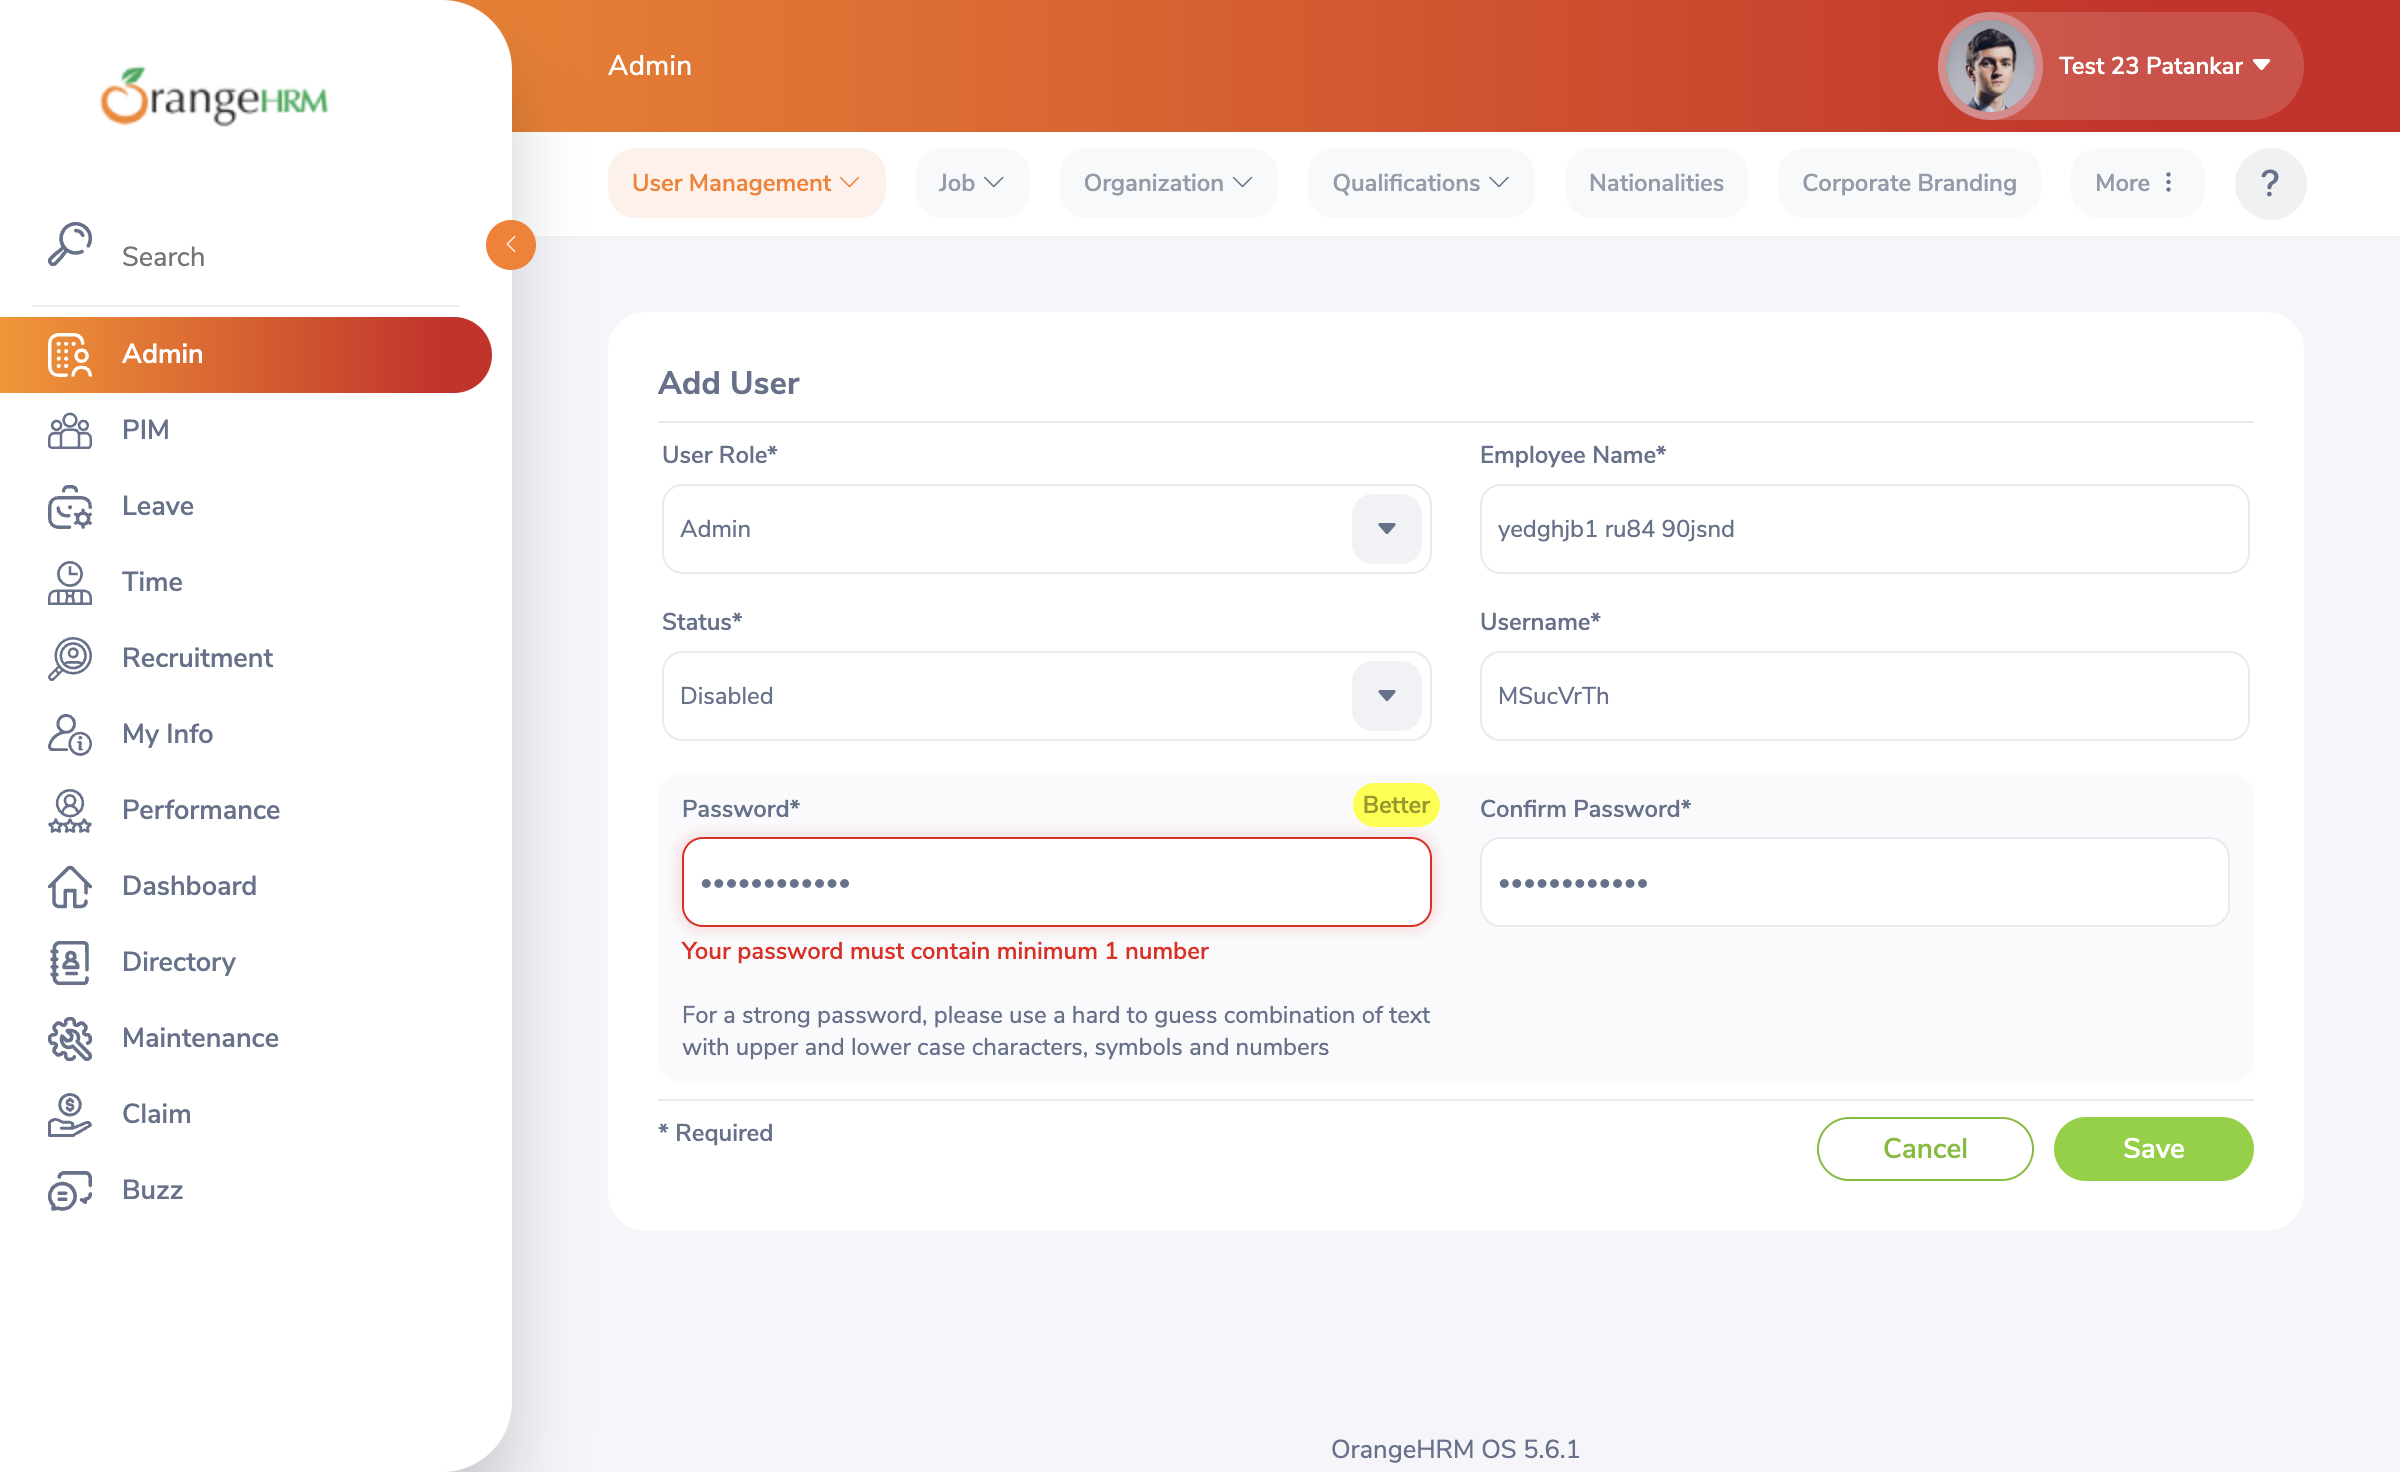 OrangeHRM
Admin
Test 23 Patankar
User Management
Job
Organization
Qualifications
Nationalities
Corporate Branding
More
?
Search
Admin
PIM
Leave
Time
Recruitment
My Info
Performance
Dashboard
Directory
Maintenance
Claim
Buzz
Add User
User Role*
Admin
Employee Name*
yedghjb1 ru84 90jsnd
Status*
Disabled
Username*
MSucVrTh
Password*
Better
••••••••••••
Your password must contain minimum 1 number
For a strong password, please use a hard to guess combination of text
with upper and lower case characters, symbols and numbers
Confirm Password*
••••••••••••
* Required
Cancel
Save
OrangeHRM OS 5.6.1